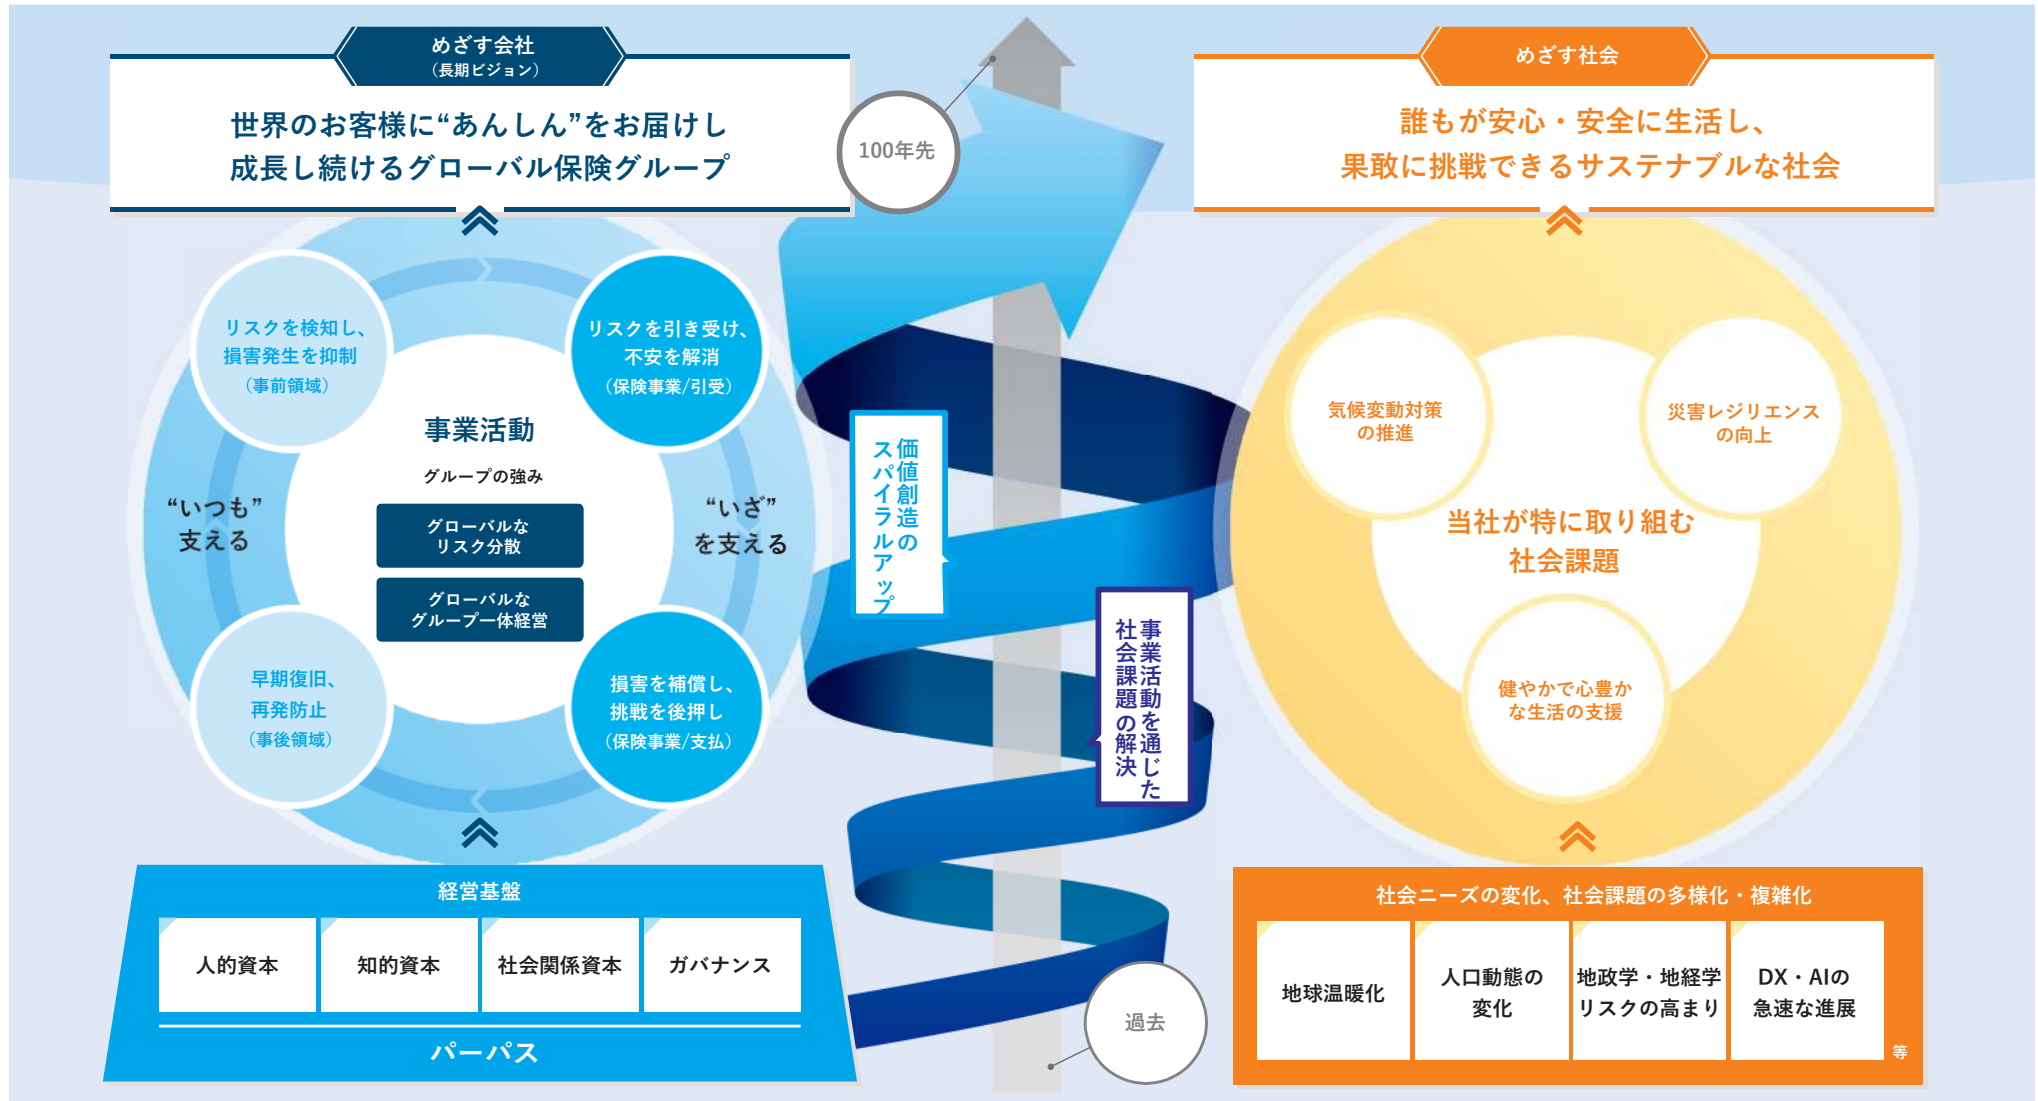 めざす会社
（長期ビジョン）
世界のお客様に“あんしん”をお届けし
成長し続けるグローバル保険グループ
100年先
めざす社会
誰もが安心・安全に生活し、
果敢に挑戦できるサステナブルな社会
リスクを検知し、
損害発生を抑制
（事前領域）
リスクを引き受け、
不安を解消
（保険事業/引受）
事業活動
グループの強み
グローバルな
リスク分散
グローバルな
グループ一体経営
“いつも”
支える
“いざ”
を支える
早期復旧、
再発防止
（事後領域）
損害を補償し、
挑戦を後押し
（保険事業/支払）
価値創造の
スパイラルアップ
事業活動を通じた
社会課題の解決
気候変動対策
の推進
災害レジリエンス
の向上
当社が特に取り組む
社会課題
健やかで心豊か
な生活の支援
経営基盤
人的資本
知的資本
社会関係資本
ガバナンス
パーパス
過去
社会ニーズの変化、社会課題の多様化・複雑化
地球温暖化
人口動態の
変化
地政学・地経学
リスクの高まり
DX・AIの
急速な進展
等